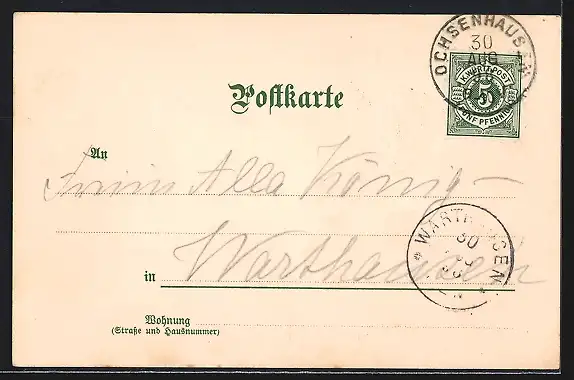 OCHSENHAUSEN
30
AUG
K. WÜRTT. POST
5
FÜNF PFENNIG
Postkarte
An
Alla König
WARTHAUSEN
30
Warthausen
in
Wohnung
(Straße und Hausnummer)